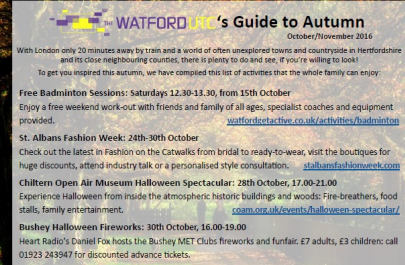 THE WATFORD UTC's Guide to Autumn
October/November 2016
With London only 20 minutes away by train and a world of often unexplored towns and countryside in Hertfordshire
and its close neighbouring counties, there is plenty to do and see, if you're willing to look!
To get you inspired this autumn, we have compiled this list of activities that the whole family can enjoy:
Free Badminton Sessions: Saturdays 12.30-13.30, from 15th October
Enjoy a free weekend work-out with friends and family of all ages, specialist coaches and equipment
provided. watfordgetactive.co.uk/activities/badminton
St. Albans Fashion Week: 24th-30th October
Check out the latest in Fashion on the Catwalks from bridal to ready-to-wear, visit the boutiques for
huge discounts, attend industry talk or a personalised style consultation. stalbansfashionweek.com
Chiltern Open Air Museum Halloween Spectacular: 28th October, 17.00-21.00
Experience Halloween from inside the atmospheric historic buildings and woods: Fire-breathers, food
stalls, family entertainment. coam.org.uk/events/halloween-spectacular/
Bushey Halloween Fireworks: 30th October, 16.00-19.00
Heart Radio's Daniel Fox hosts the Bushey MET Clubs fireworks and funfair. £7 adults, £3 children: call
01923 243947 for discounted advance tickets.